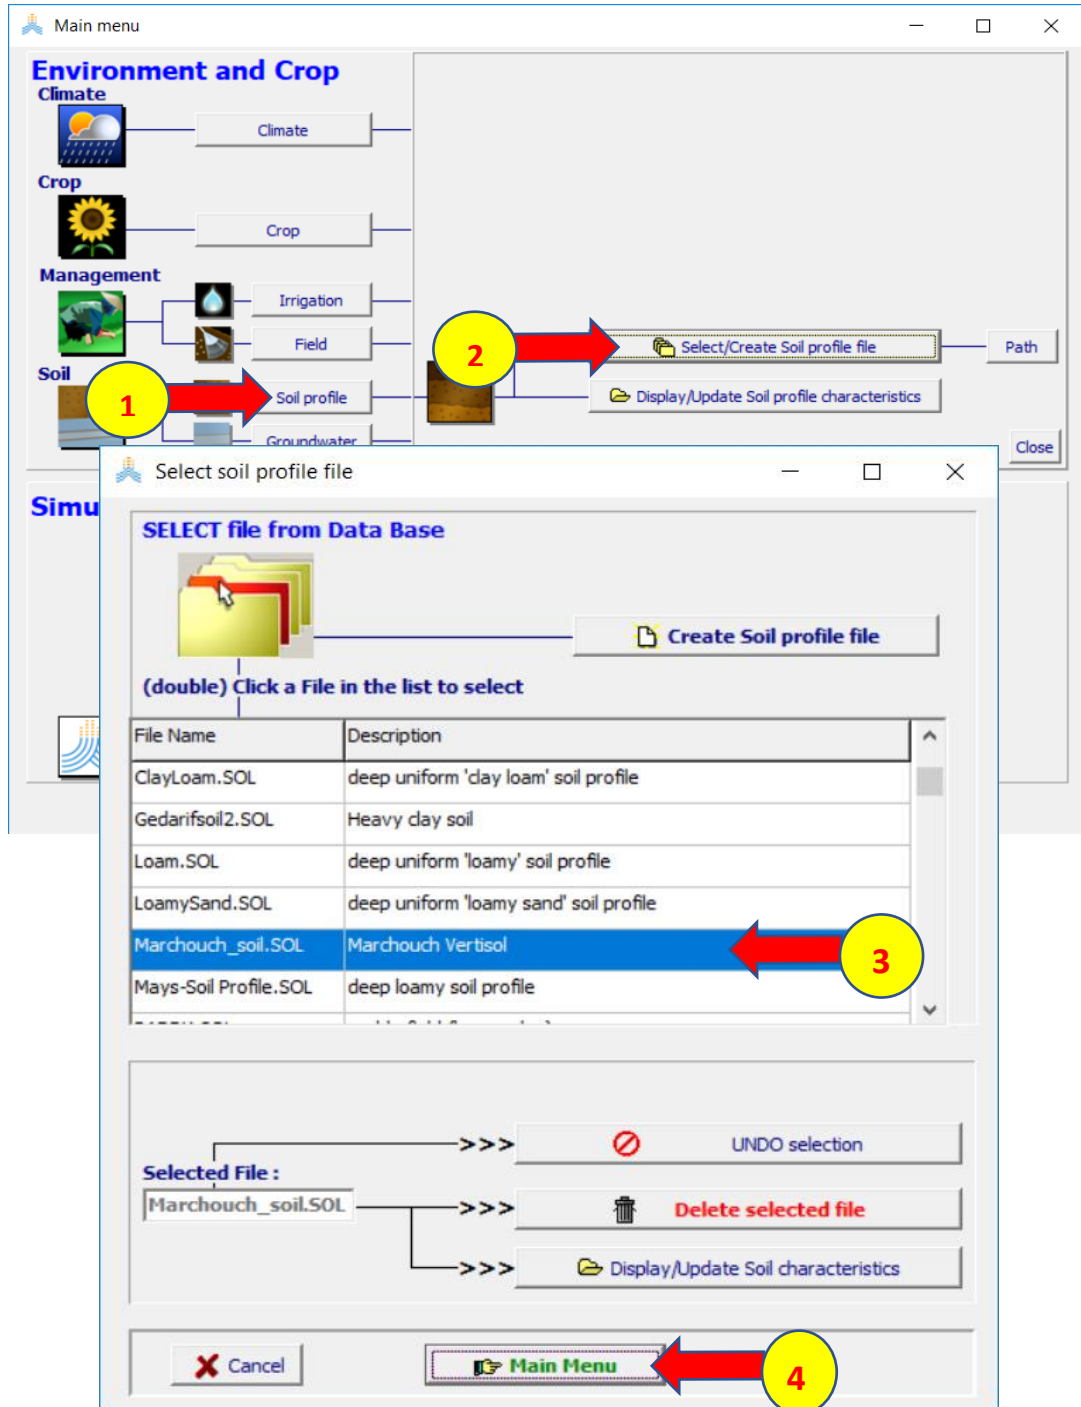 Main menu
Environment and Crop
Climate
Climate
Crop
Crop
Management
Irrigation
Field
2
Select/Create Soil profile file
Path
Soil
1
Soil profile
Display/Update Soil profile characteristics
Groundwater
Close
Select soil profile file
Simu
SELECT file from Data Base
Create Soil profile file
(double) Click a File in the list to select
File Name Description
ClayLoam.SOL deep uniform 'clay loam' soil profile
Gedarifsoil2.SOL Heavy clay soil
Loam.SOL deep uniform 'loamy' soil profile
LoamySand.SOL deep uniform 'loamy sand' soil profile
Marchouch_soil.SOL Marchouch Vertisol
3
Mays-Soil Profile.SOL deep loamy soil profile
>>> UNDO selection
Selected File :
Marchouch_soil.SOL
>>> Delete selected file
>>> Display/Update Soil characteristics
Cancel
Main Menu
4